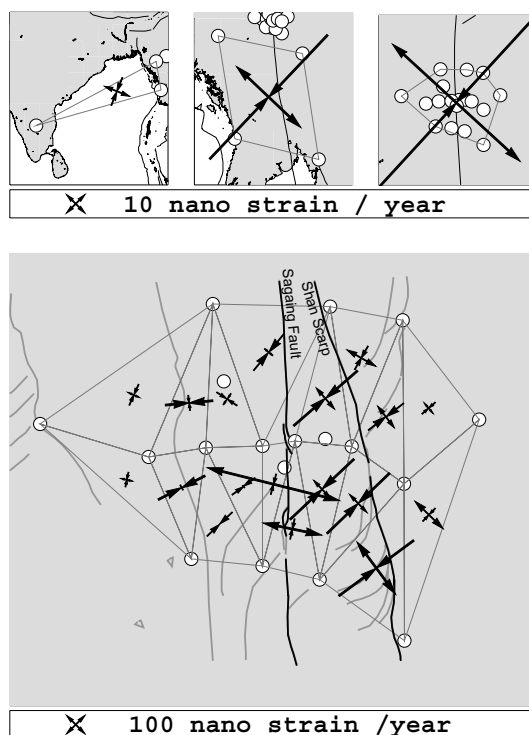 10 nano strain / year
Sagaing Fault
Shan Scarp
100 nano strain /year